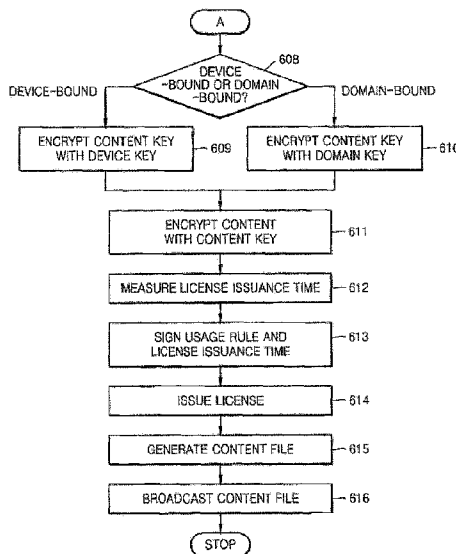 A
DEVICE
-BOUND OR DOMAIN
-BOUND?
608
DEVICE-BOUND
DOMAIN-BOUND
ENCRYPT CONTENT KEY
WITH DEVICE KEY
609
ENCRYPT CONTENT KEY
WITH DOMAIN KEY
610
ENCRYPT CONTENT
WITH CONTENT KEY
611
MEASURE LICENSE ISSUANCE TIME
612
SIGN USAGE RULE AND
LICENSE ISSUANCE TIME
613
ISSUE LICENSE
614
GENERATE CONTENT FILE
615
BROADCAST CONTENT FILE
616
STOP